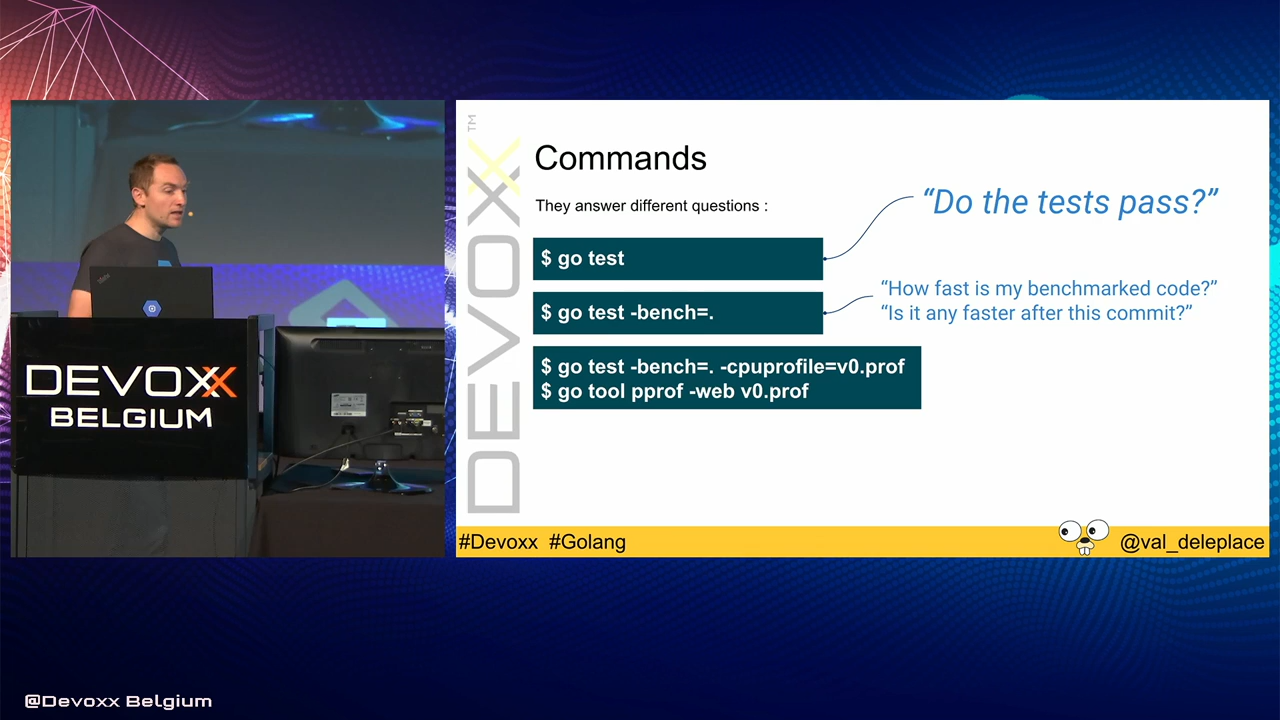 DEVOXX
BELGIUM
DEVOXX™
Commands
They answer different questions :
“Do the tests pass?”
$ go test
$ go test -bench=.
“How fast is my benchmarked code?”
“Is it any faster after this commit?”
$ go test -bench=. -cpuprofile=v0.prof
$ go tool pprof -web v0.prof
#Devoxx #Golang
@val_deleplace
@Devoxx Belgium